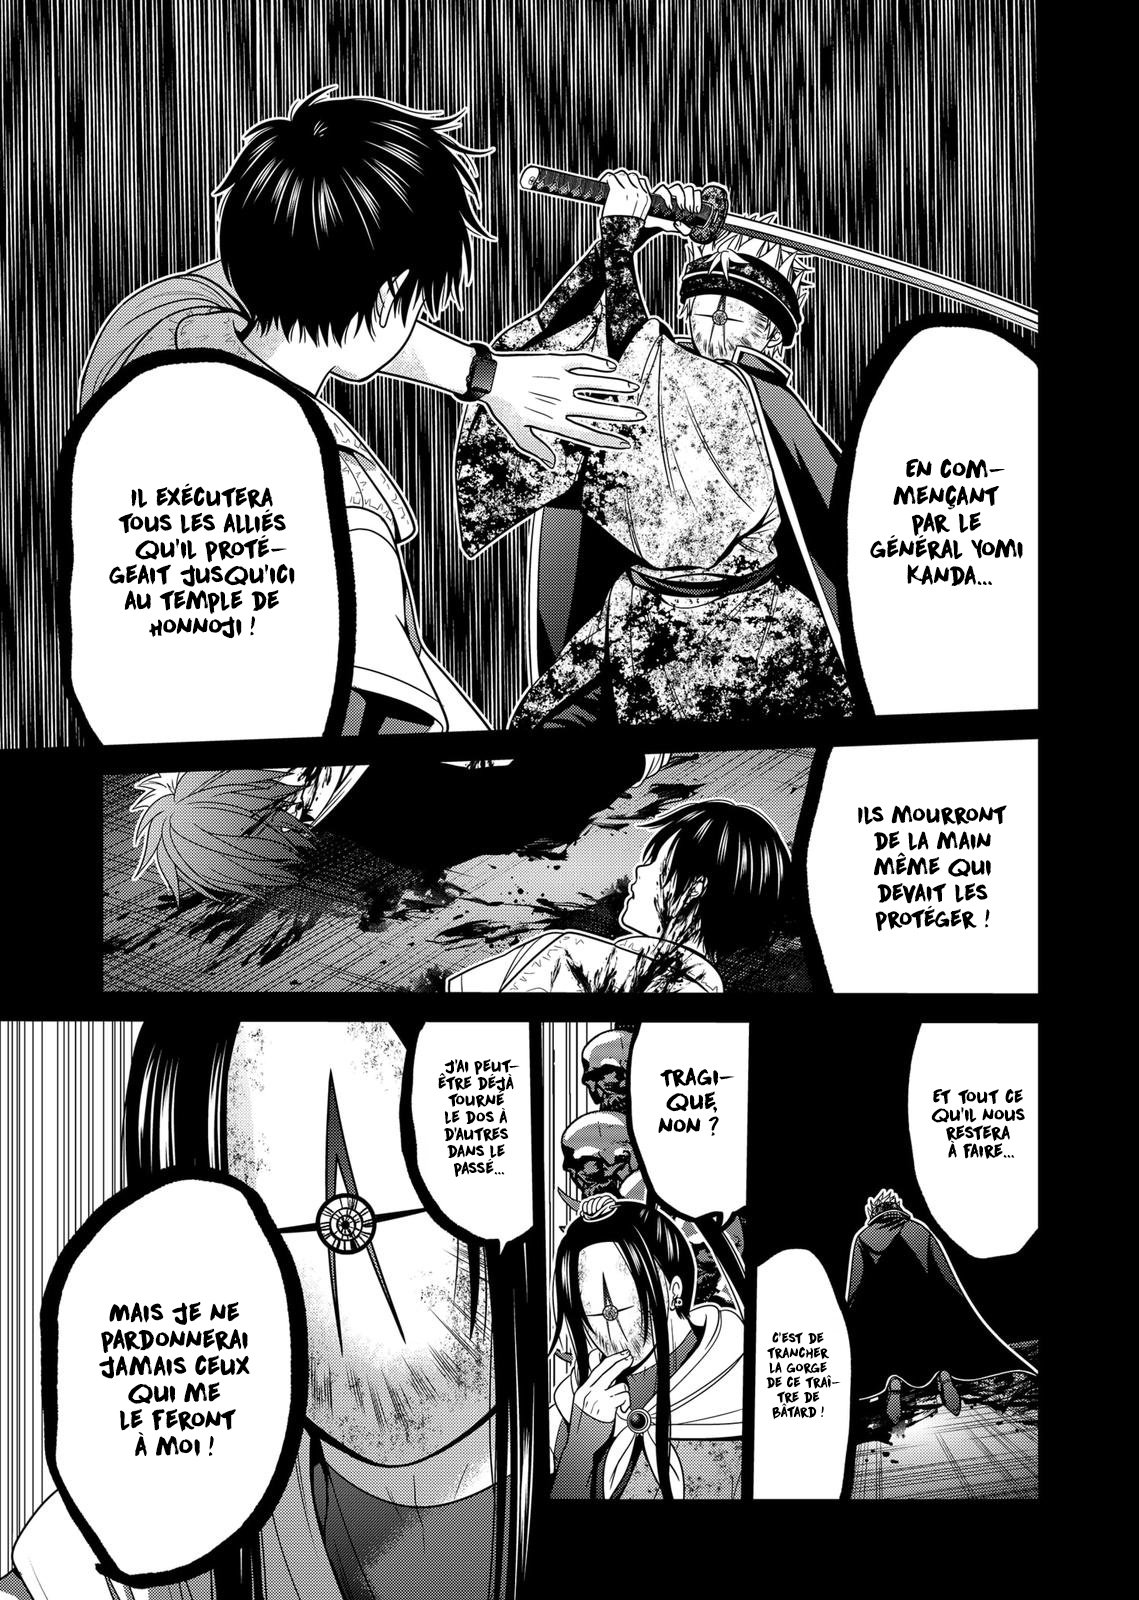 EN COM-
MENÇANT
PAR LE
GÉNÉRAL YOMI
KANDA...
IL EXÉCUTERA
TOUS LES ALLIÉS
QU'IL PROTÉ-
GEAIT JUSQU'ICI
AU TEMPLE DE
HONNOJI !
ILS MOURRONT
DE LA MAIN
MÊME QUI
DEVAIT LES
PROTÉGER !
ET TOUT CE
QU'IL NOUS
RESTERA
À FAIRE...
C'EST DE
TRANCHER
LA GORGE
DE CE TRAÎ-
TRE DE
BÂTARD !
TRAGI-
QUE,
NON ?
J'AI PEUT-
ÊTRE DÉJÀ
TOURNÉ
LE DOS À
D'AUTRES
DANS LE
PASSÉ...
MAIS JE NE
PARDONNERAI
JAMAIS CEUX
QUI ME
LE FERONT
À MOI !